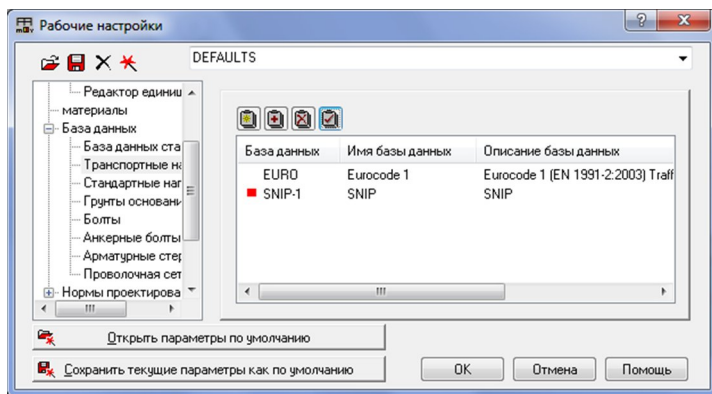 Рабочие настройки
DEFAULTS
Редактор единиц
материалы
База данных
База данных ста
Транспортные на
Стандартные наг
Грунты основани
Болты
Анкерные болты
Арматурные стер
Проволочная сет
Нормы проектирова
База данных Имя базы данных Описание базы данных
EURO Eurocode 1 Eurocode 1 (EN 1991-2:2003) Traff
SNIP-1 SNIP SNIP
Открыть параметры по умолчанию
Сохранить текущие параметры как по умолчанию
OK Отмена Помощь